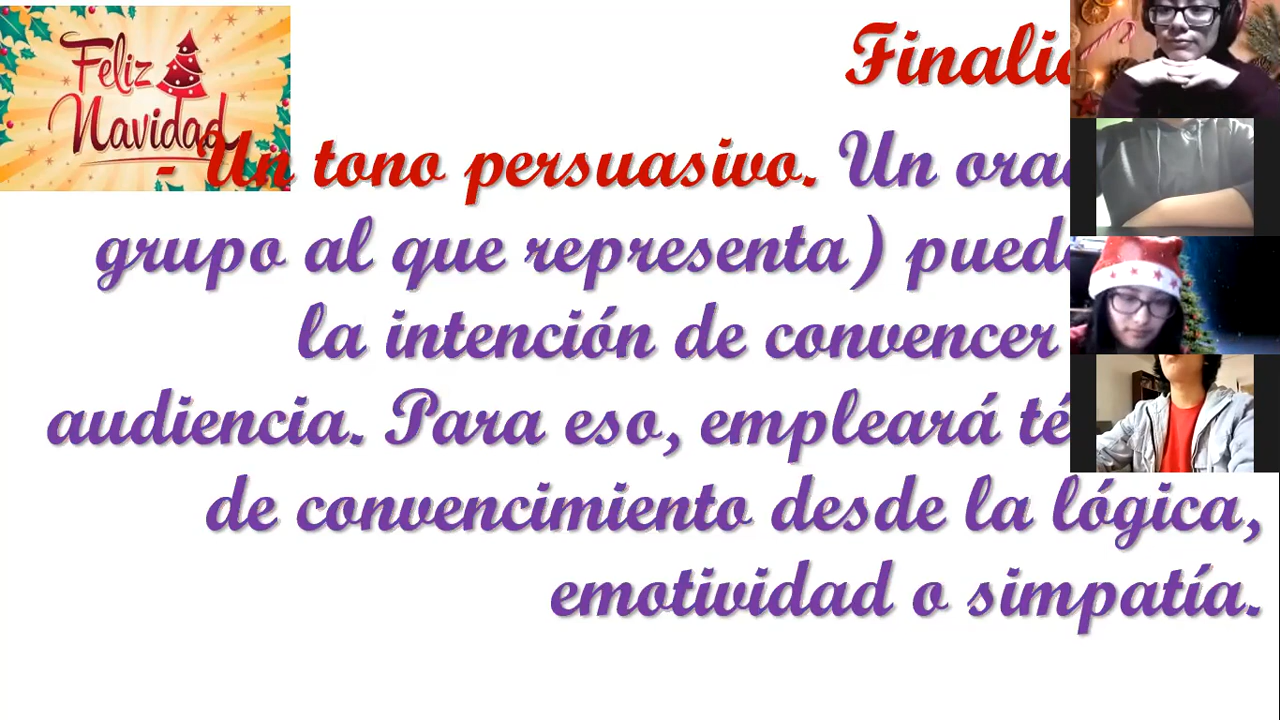 Feliz
Navidad
Finali
- Un tono persuasivo. Un ora
grupo al que representa) pued
la intención de convencer
audiencia. Para eso, empleará té
de convencimiento desde la lógica,
emotividad o simpatía.